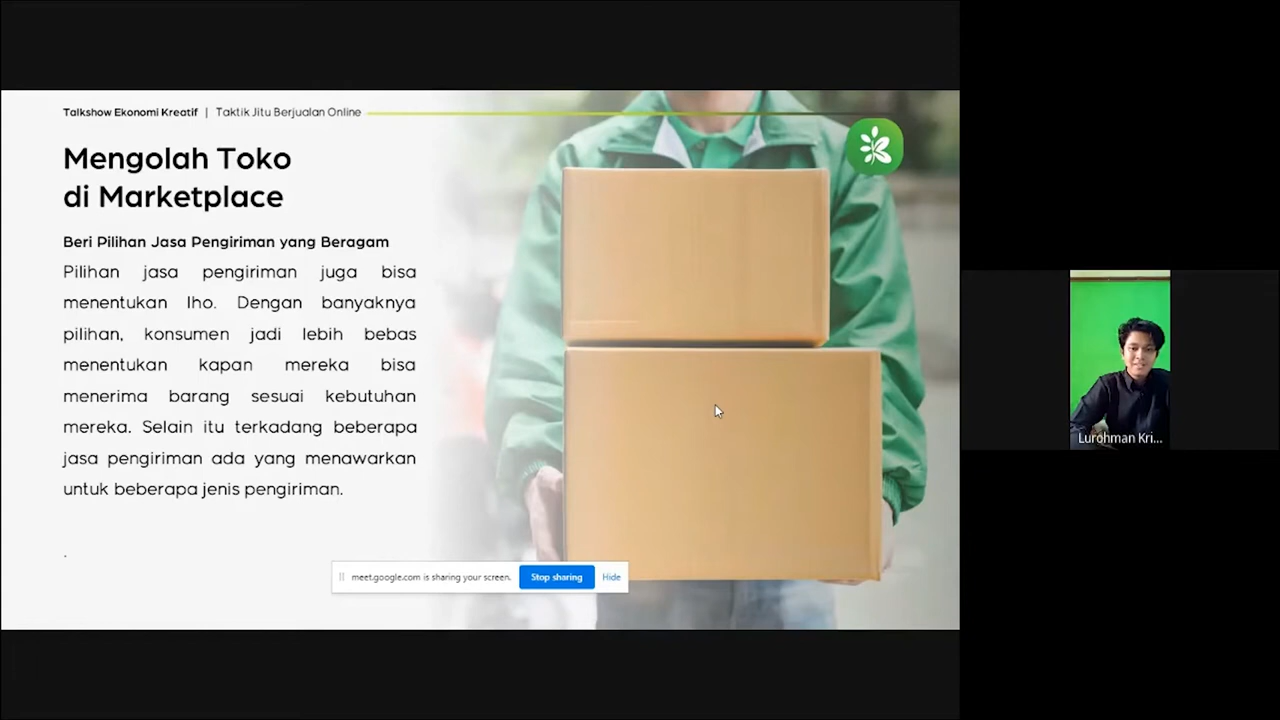 Talkshow Ekonomi Kreatif | Taktik Jitu Berjualan Online
Mengolah Toko
di Marketplace
Beri Pilihan Jasa Pengiriman yang Beragam
Pilihan jasa pengiriman juga bisa
menentukan lho. Dengan banyaknya
pilihan, konsumen jadi lebih bebas
menentukan kapan mereka bisa
menerima barang sesuai kebutuhan
mereka. Selain itu terkadang beberapa
jasa pengiriman ada yang menawarkan
untuk beberapa jenis pengiriman.
.
meet.google.com is sharing your screen. Stop sharing Hide
Lurohman Kri...